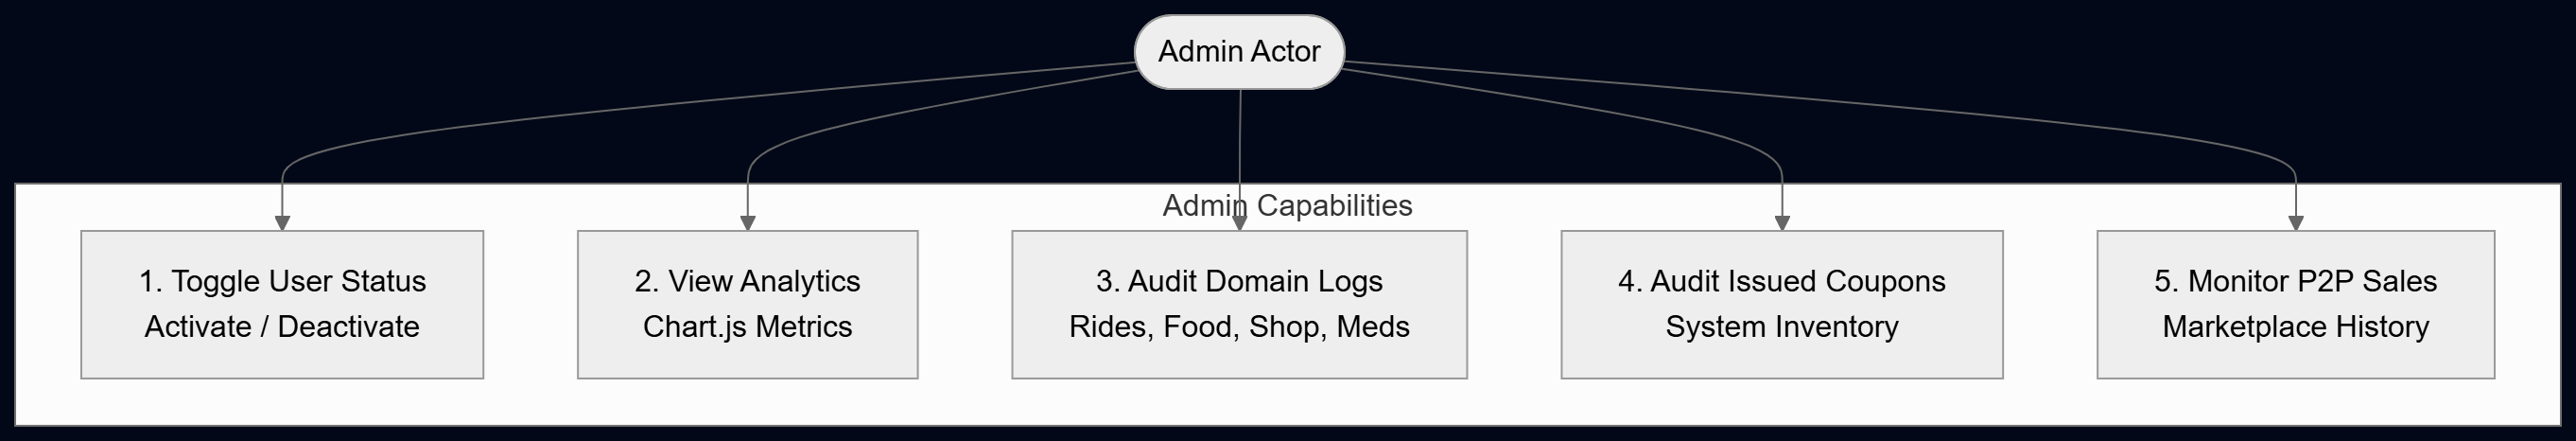 Admin Actor
Admin Capabilities
1. Toggle User Status
Activate / Deactivate
2. View Analytics
Chart.js Metrics
3. Audit Domain Logs
Rides, Food, Shop, Meds
4. Audit Issued Coupons
System Inventory
5. Monitor P2P Sales
Marketplace History